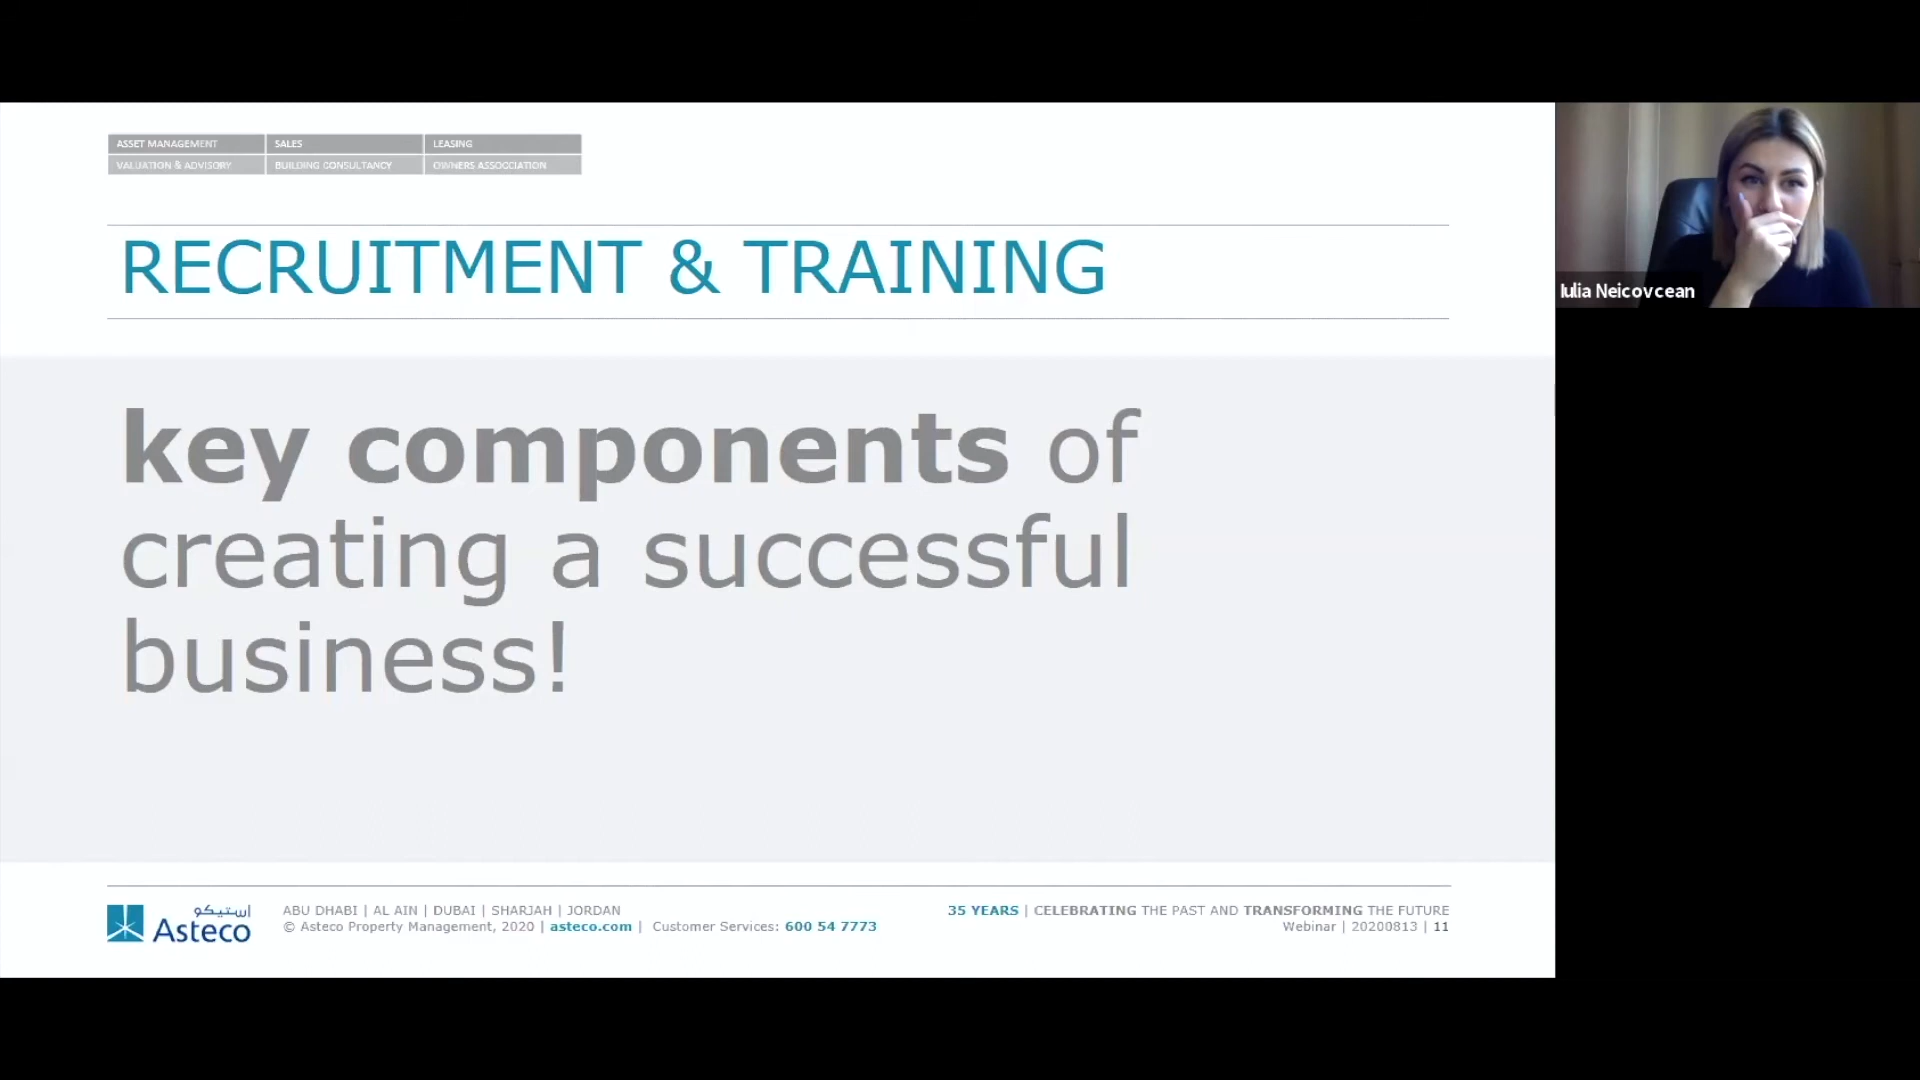 ASSET MANAGEMENT SALES LEASING
VALUATION & ADVISORY BUILDING CONSULTANCY OWNERS ASSOCCIATION
RECRUITMENT & TRAINING
key components of
creating a successful
business!
Iulia Neicovcean
استيكو
Asteco
ABU DHABI | AL AIN | DUBAI | SHARJAH | JORDAN
© Asteco Property Management, 2020 | asteco.com | Customer Services: 600 54 7773
35 YEARS | CELEBRATING THE PAST AND TRANSFORMING THE FUTURE
Webinar | 20200813 | 11